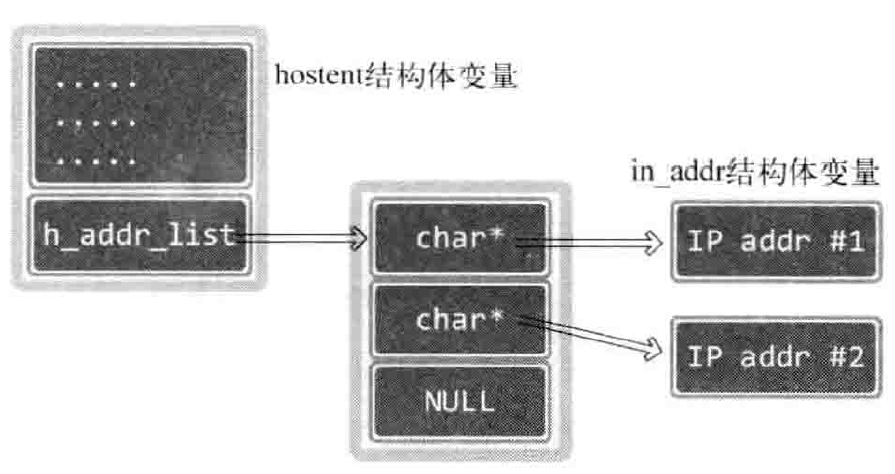 hostent结构体变量
.....
.....
.....
in_addr结构体变量
h_addr_list
char*
IP addr #1
char*
IP addr #2
NULL